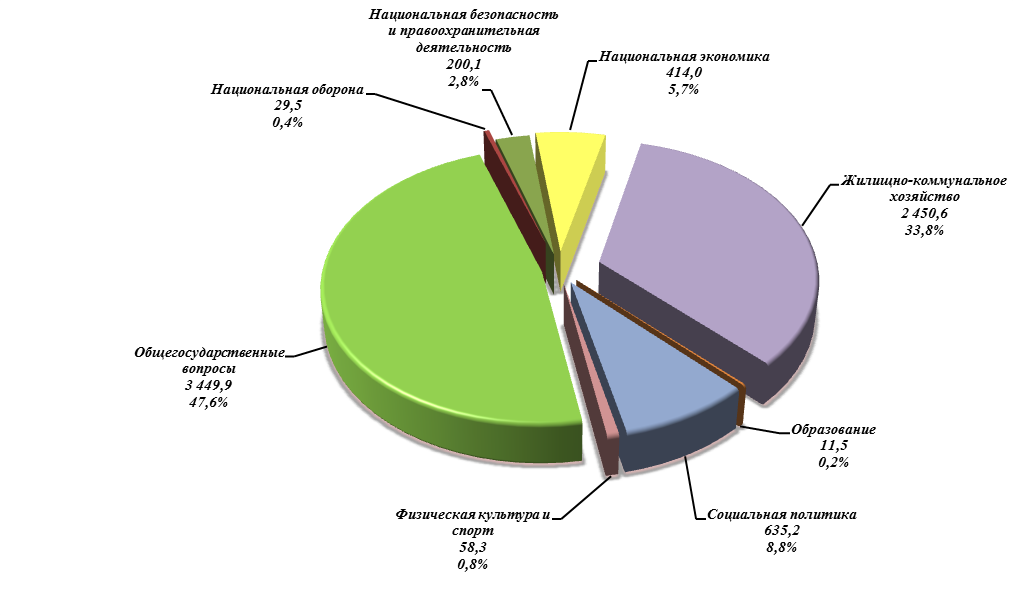 Национальная безопасность
и правоохранительная
деятельность
200,1
2,8%
Национальная экономика
414,0
5,7%
Национальная оборона
29,5
0,4%
Жилищно-коммунальное
хозяйство
2 450,6
33,8%
Общегосударственные
вопросы
3 449,9
47,6%
Образование
11,5
0,2%
Физическая культура и
спорт
58,3
0,8%
Социальная политика
635,2
8,8%